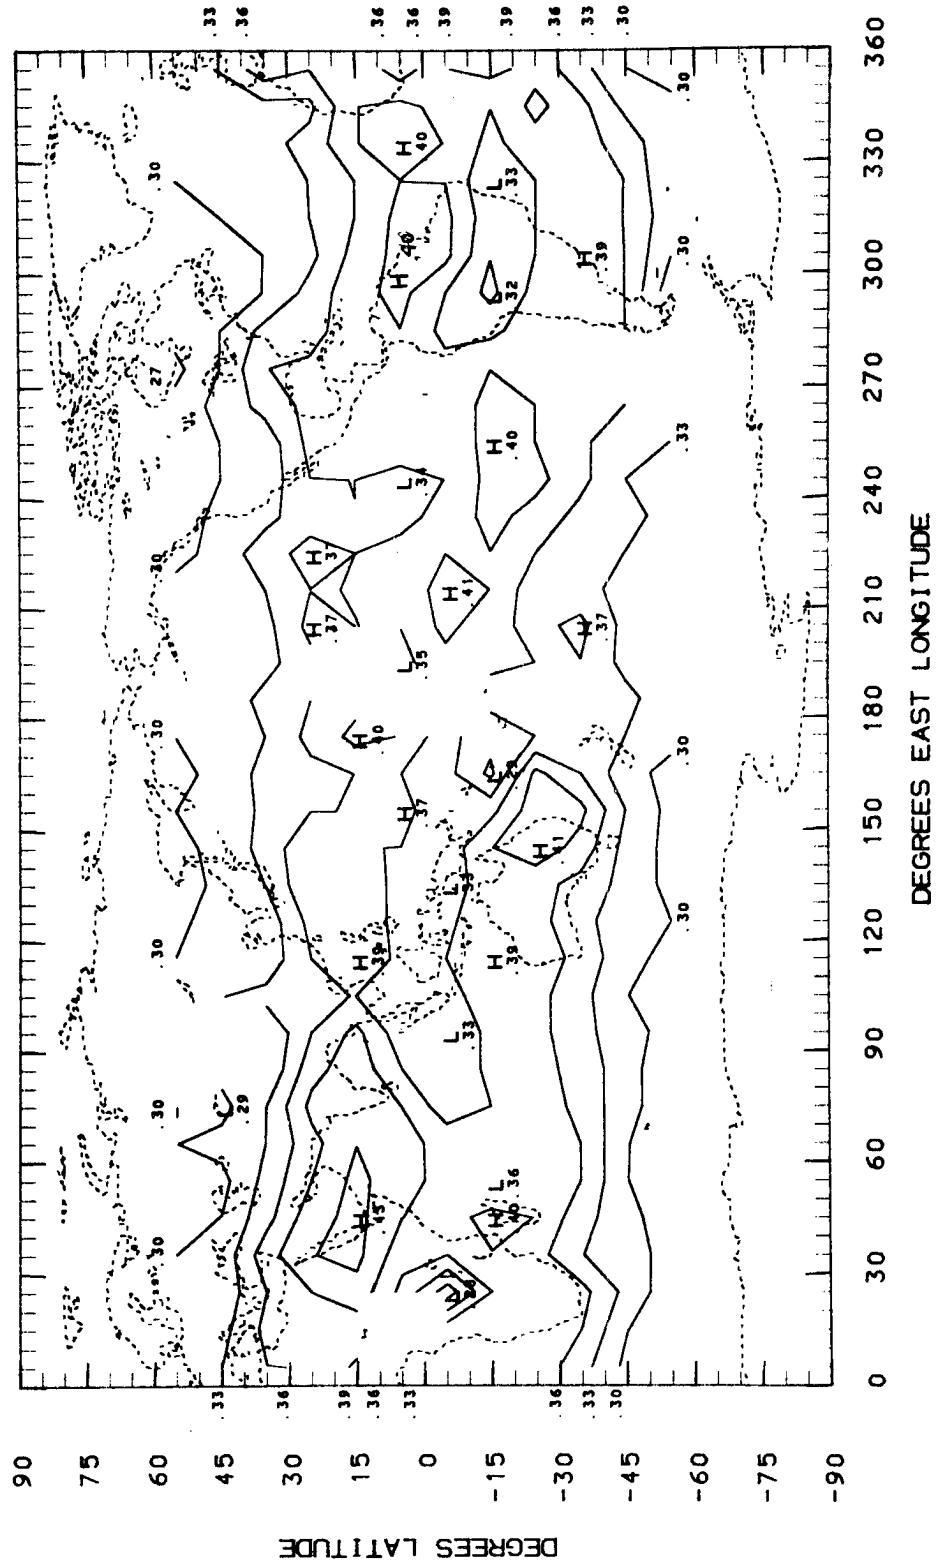 90
75
60
45
30
15
0
-15
-30
-45
-60
-75
-90
DEGREES LATITUDE
.33
.36
.39
.36
.33
.36
.33
.30
.30 .30 .30 .30 .30 27 .30
.29
H .37 H .37
H .45 H .39 H .40
H .37 L .35 L .34 H .40 H .40
L .33 L .33 H .41
H .40 L .36 H .39 L H .40 L .32 L .33
H .41
H .37 H .39
.30 .30 .33 .30 .30
.33
.36
.36
.36
.39
.39
.36
.33
.30
0 30 60 90 120 150 180 210 240 270 300 330 360
DEGREES EAST LONGITUDE